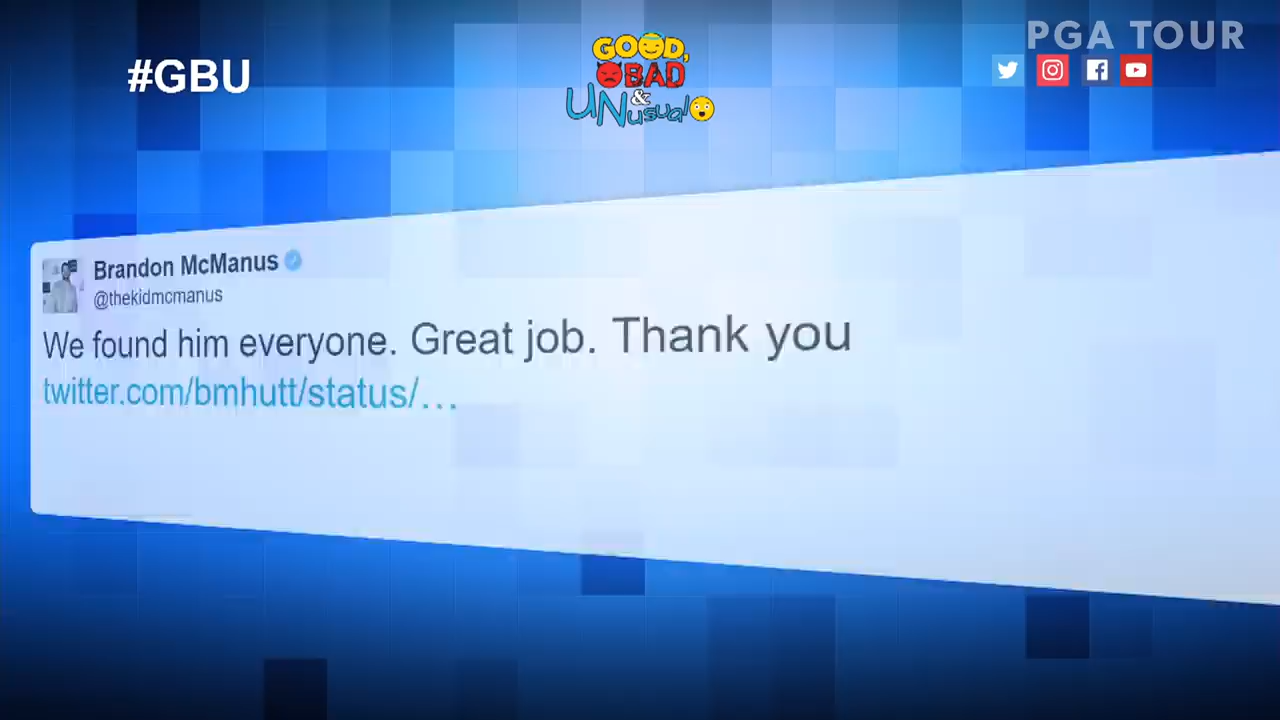 PGA TOUR
#GBU
GOOD,
BAD
&
UNusual
Brandon McManus
@thekidmcmanus
We found him everyone. Great job. Thank you
twitter.com/bmhutt/status/…